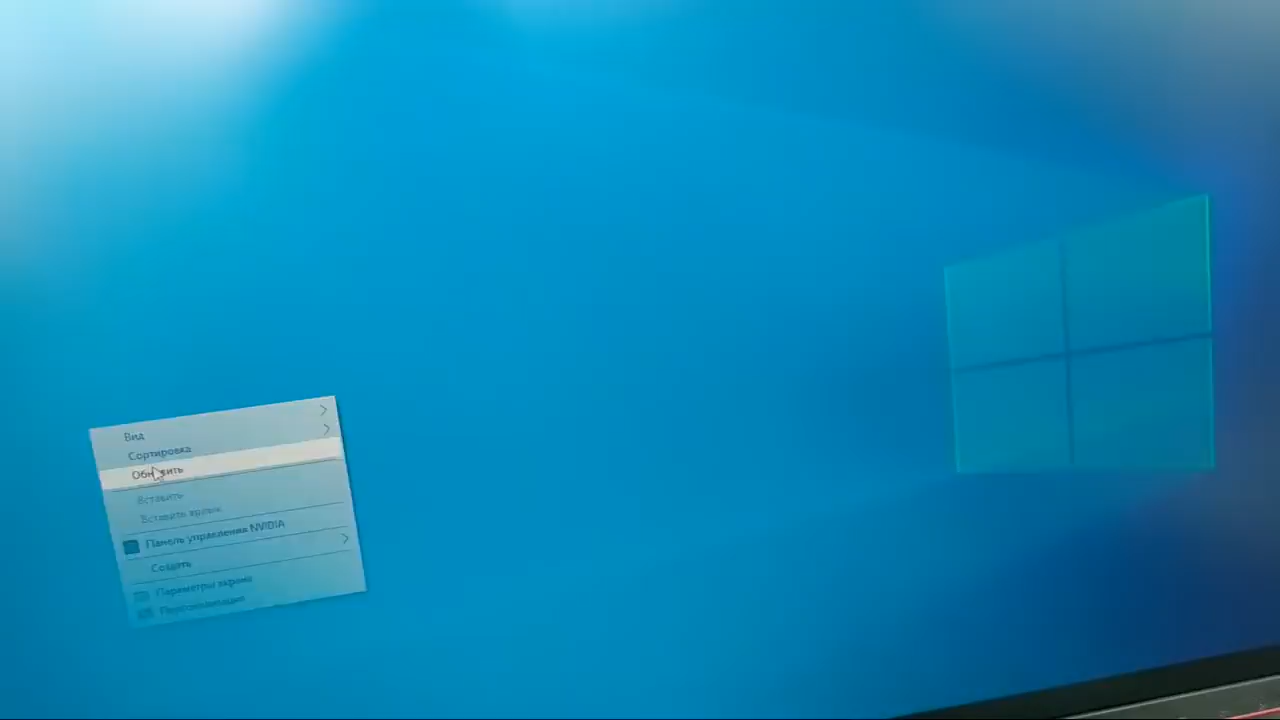 Вид
Сортировка
Обновить
Вставить
Вставить ярлык
Панель управления NVIDIA
Создать
Параметры экрана
Персонализация